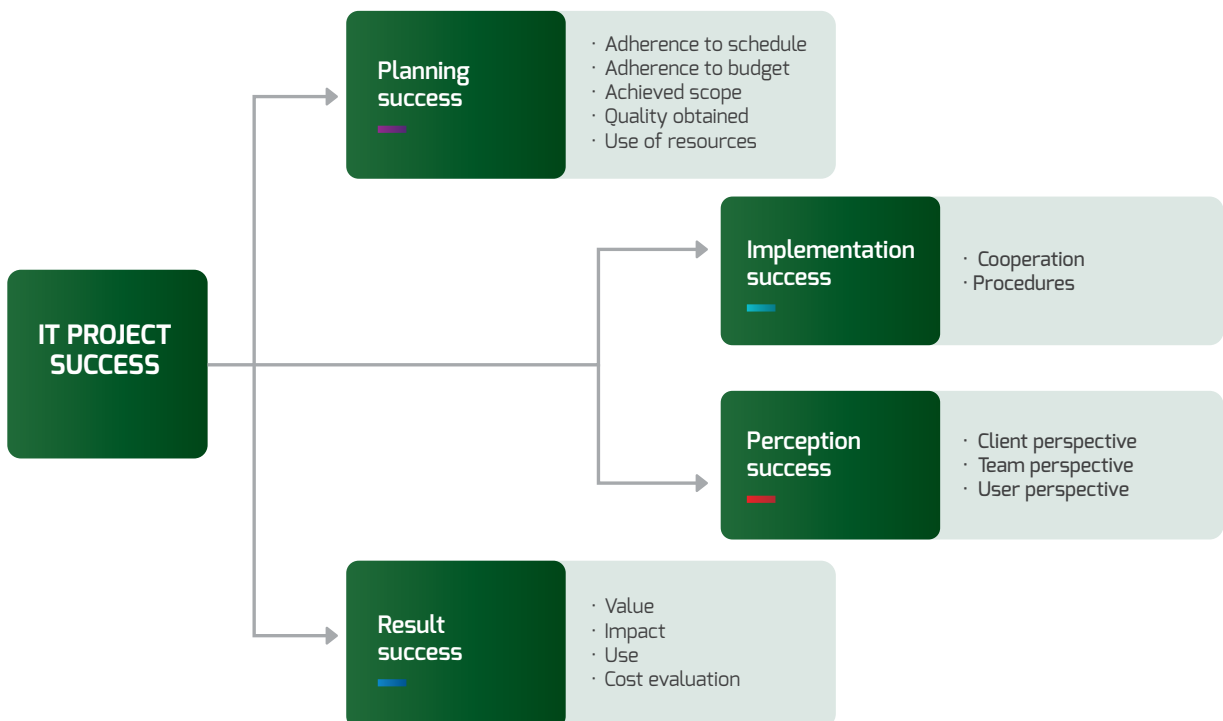 IT PROJECT
SUCCESS
Planning
success
· Adherence to schedule
· Adherence to budget
· Achieved scope
· Quality obtained
· Use of resources
Implementation
success
· Cooperation
· Procedures
Perception
success
· Client perspective
· Team perspective
· User perspective
Result
success
· Value
· Impact
· Use
· Cost evaluation